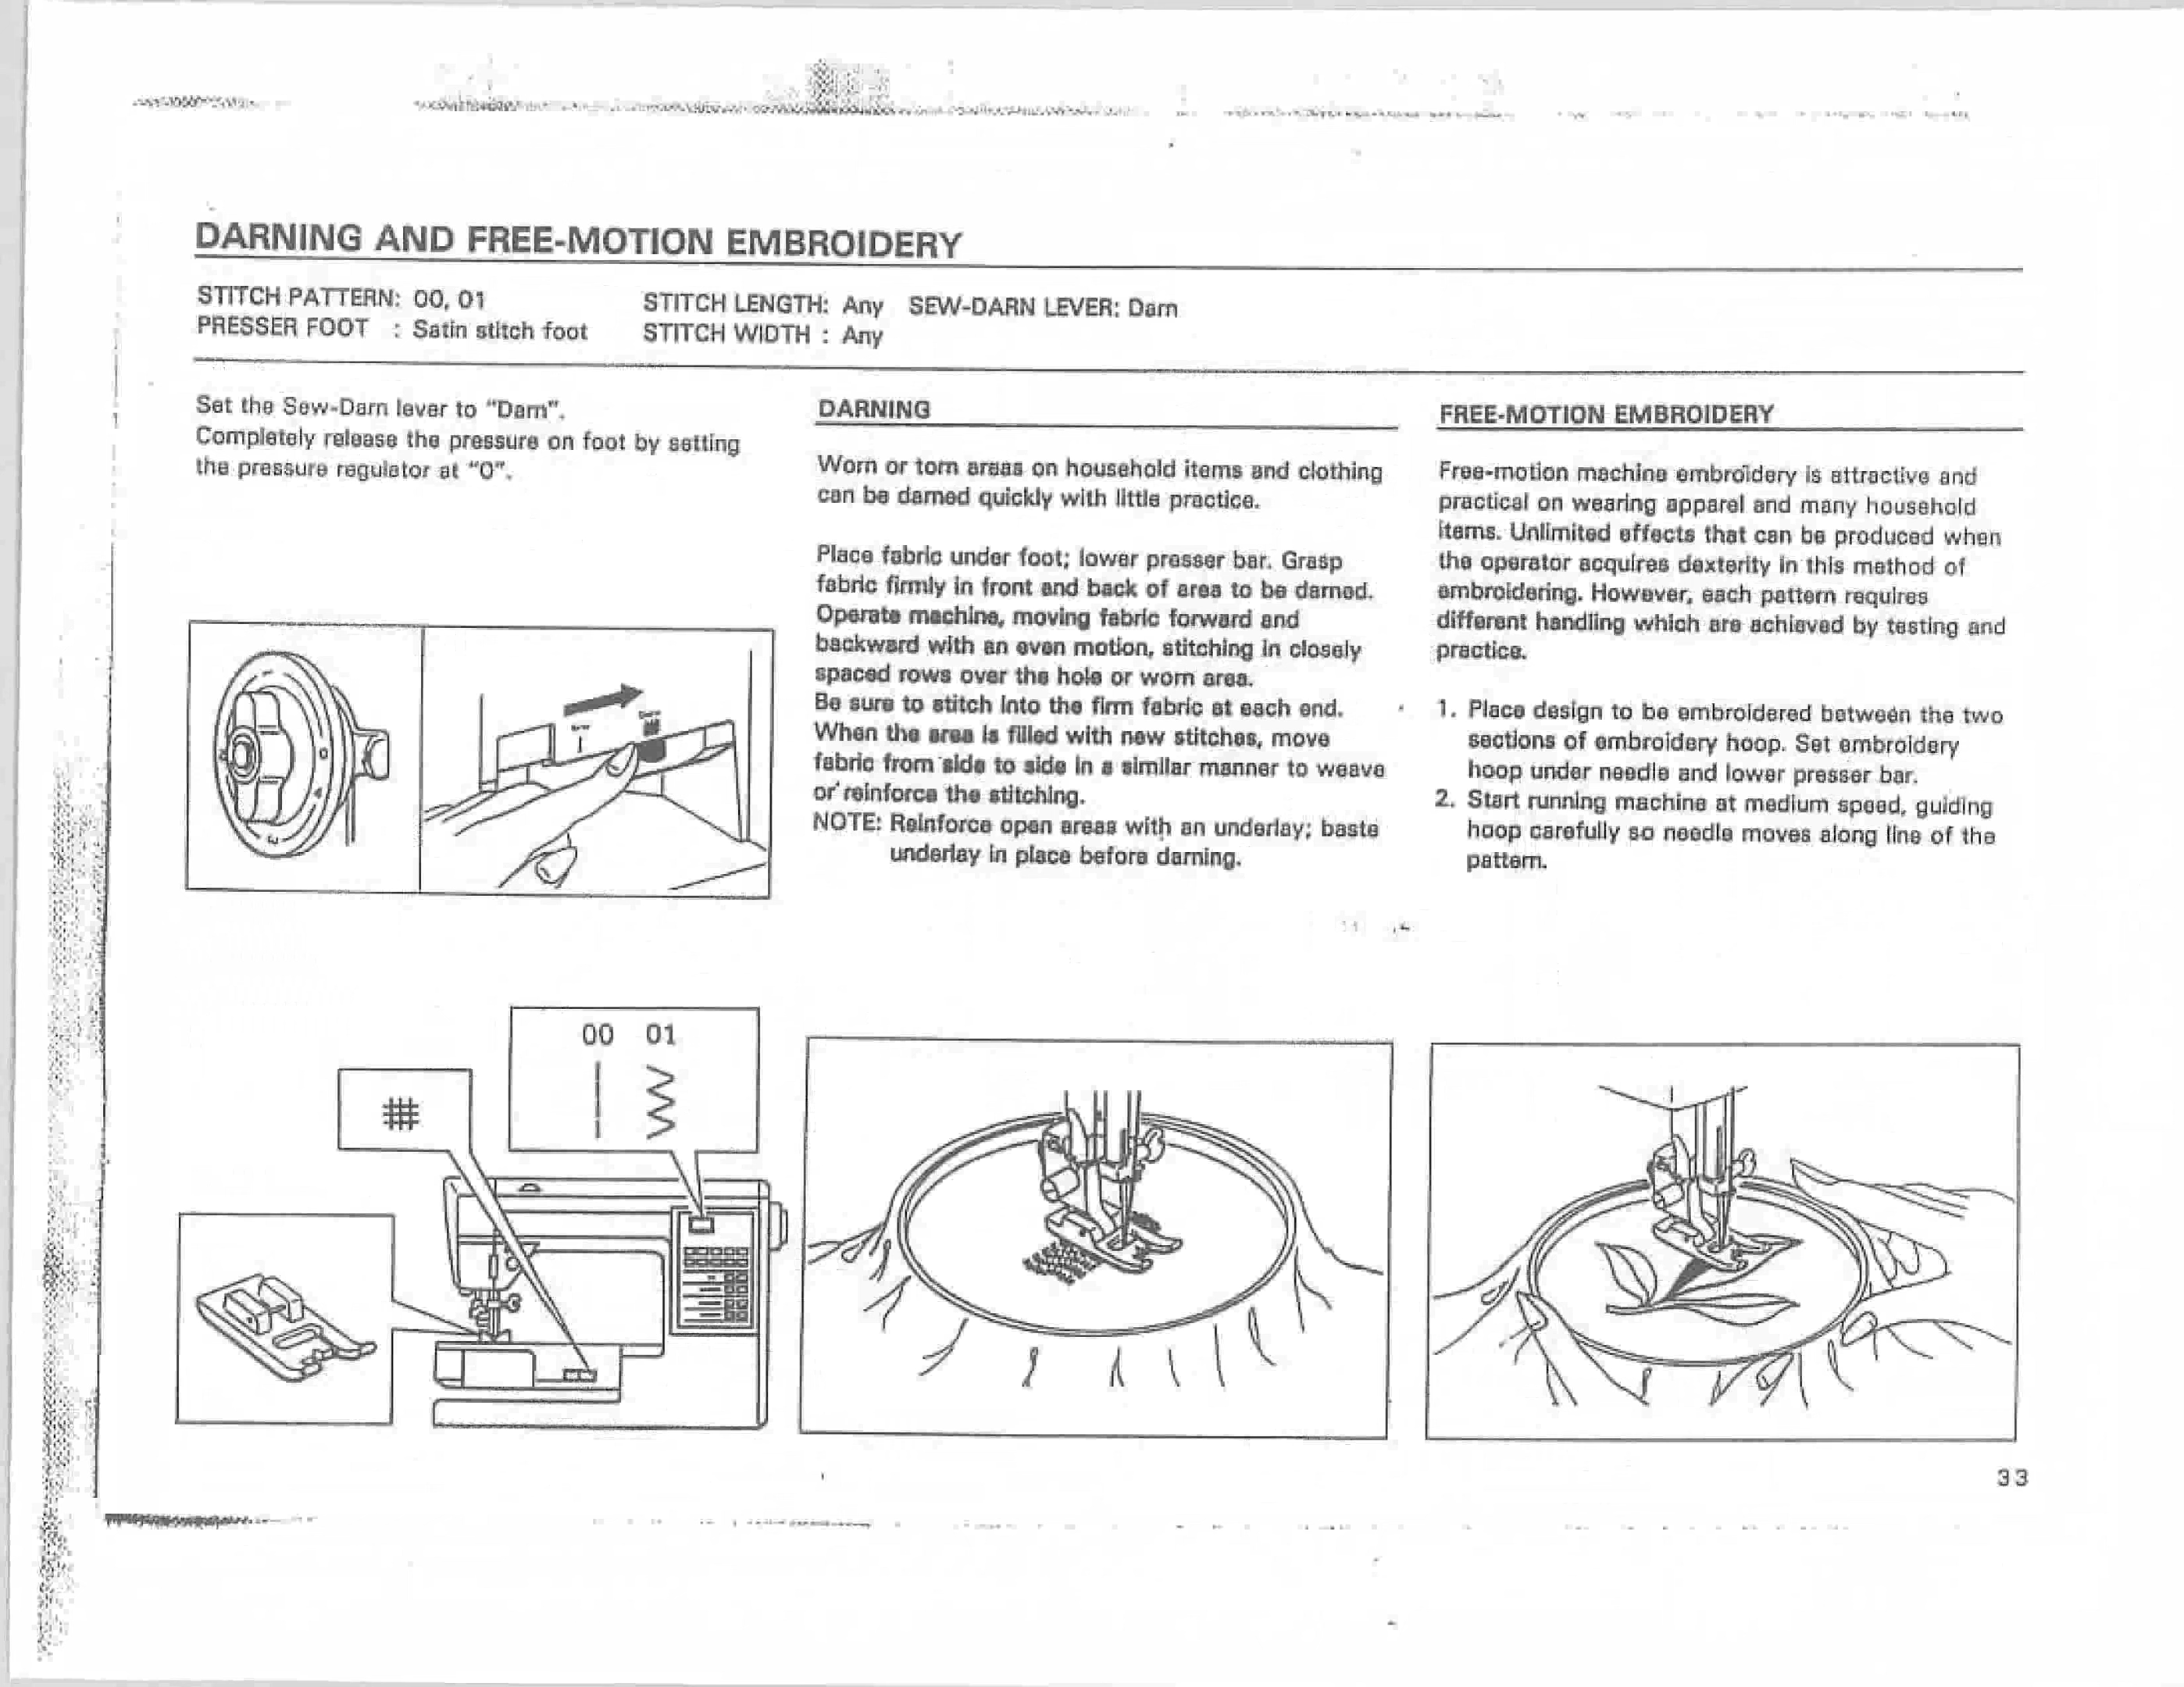 DARNING AND FREE-MOTION EMBROIDERY
STITCH PATTERN: 00, 01
PRESSER FOOT : Satin stitch foot
STITCH LENGTH: Any SEW-DARN LEVER: Darn
STITCH WIDTH : Any
Set the Sew-Darn lever to "Darn".
Completely release the pressure on foot by setting
the pressure regulator at "0".
DARNING
Worn or torn areas on household items and clothing
can be darned quickly with little practice.
Place fabric under foot; lower presser bar. Grasp
fabric firmly in front and back of area to be darned.
Operate machine, moving fabric forward and
backward with an even motion, stitching in closely
spaced rows over the hole or worn area.
Be sure to stitch into the firm fabric at each end.
When the area is filled with new stitches, move
fabric from side to side in a similar manner to weave
or reinforce the stitching.
NOTE: Reinforce open areas with an underlay; baste
underlay in place before darning.
FREE-MOTION EMBROIDERY
Free-motion machine embroidery is attractive and
practical on wearing apparel and many household
items. Unlimited effects that can be produced when
the operator acquires dexterity in this method of
embroidering. However, each pattern requires
different handling which are achieved by testing and
practice.
1. Place design to be embroidered between the two
sections of embroidery hoop. Set embroidery
hoop under needle and lower presser bar.
2. Start running machine at medium speed, guiding
hoop carefully so needle moves along line of the
pattern.
00 01
33